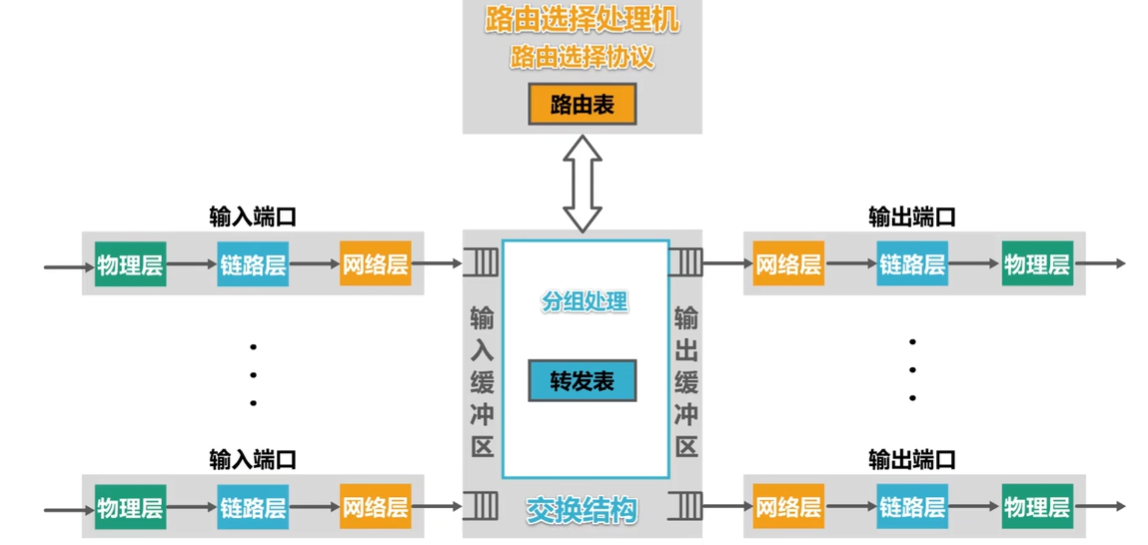 路由选择处理机
路由选择协议
路由表
输入端口
物理层 链路层 网络层
输出端口
网络层 链路层 物理层
输入缓冲区
分组处理
转发表
输出缓冲区
输入端口
物理层 链路层 网络层
交换结构
输出端口
网络层 链路层 物理层